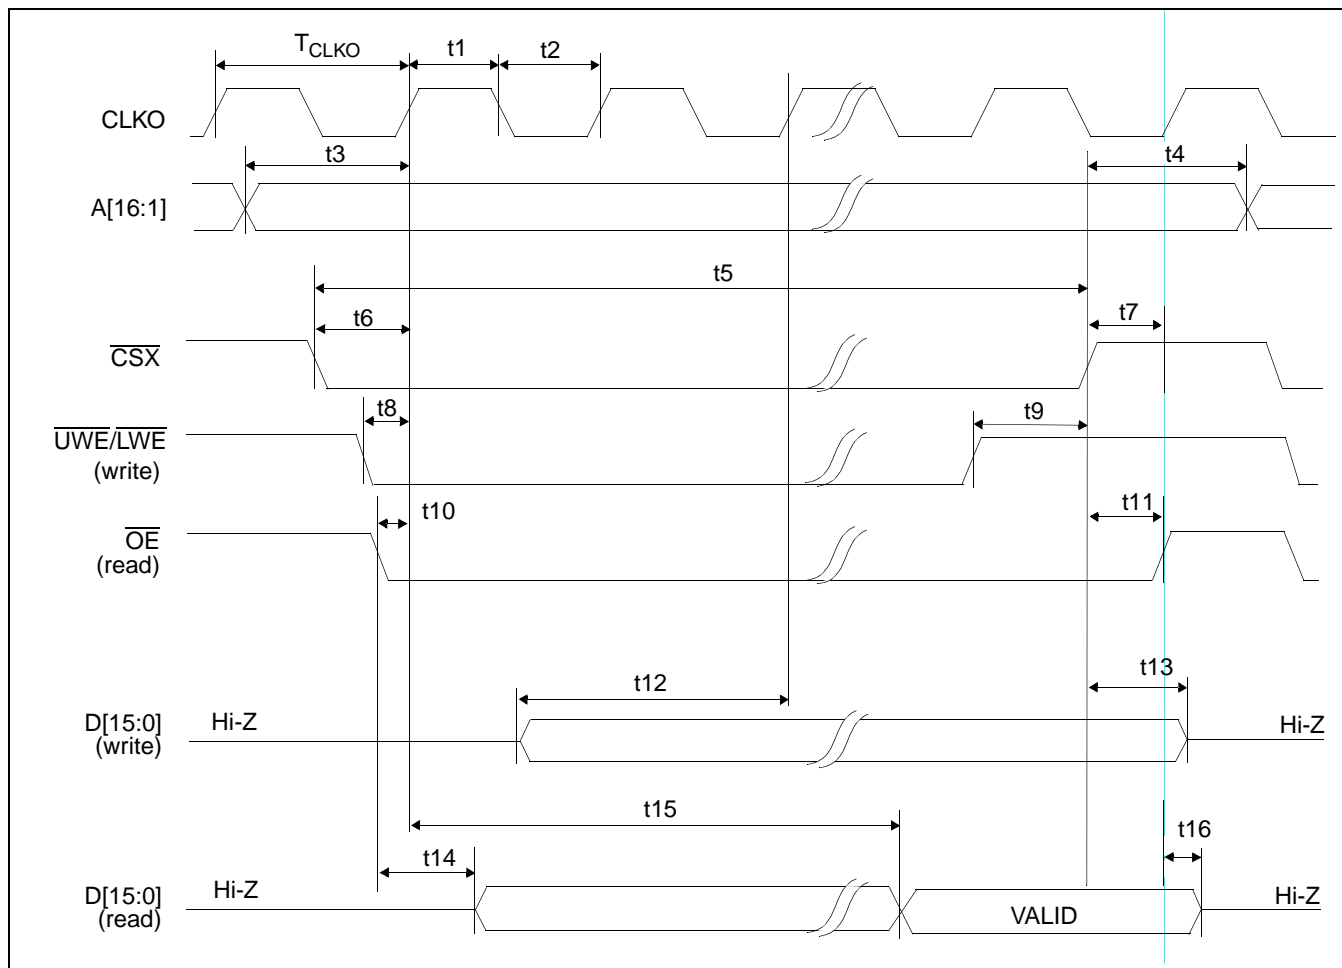 T_CLKO
t1
t2
CLKO
t3
t4
A[16:1]
t5
t6
t7
CSX
t8
t9
UWE/LWE
(write)
t10
t11
OE
(read)
t12
t13
D[15:0]
(write)
Hi-Z
Hi-Z
t15
t16
t14
D[15:0]
(read)
Hi-Z
VALID
Hi-Z